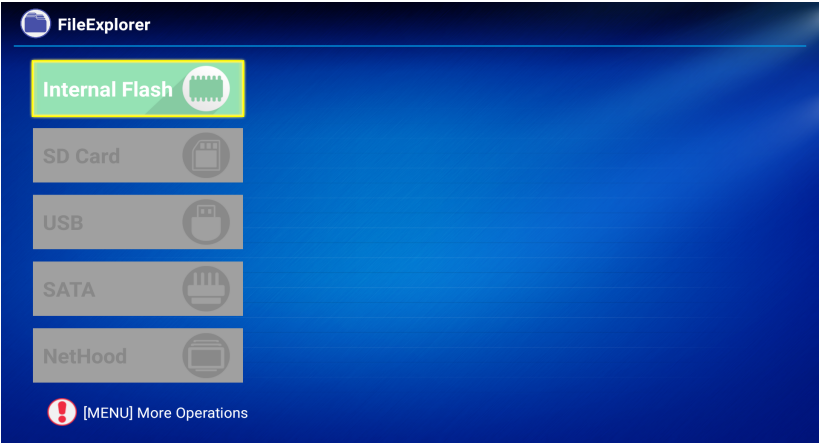 FileExplorer
Internal Flash
SD Card
USB
SATA
NetHood
[MENU] More Operations